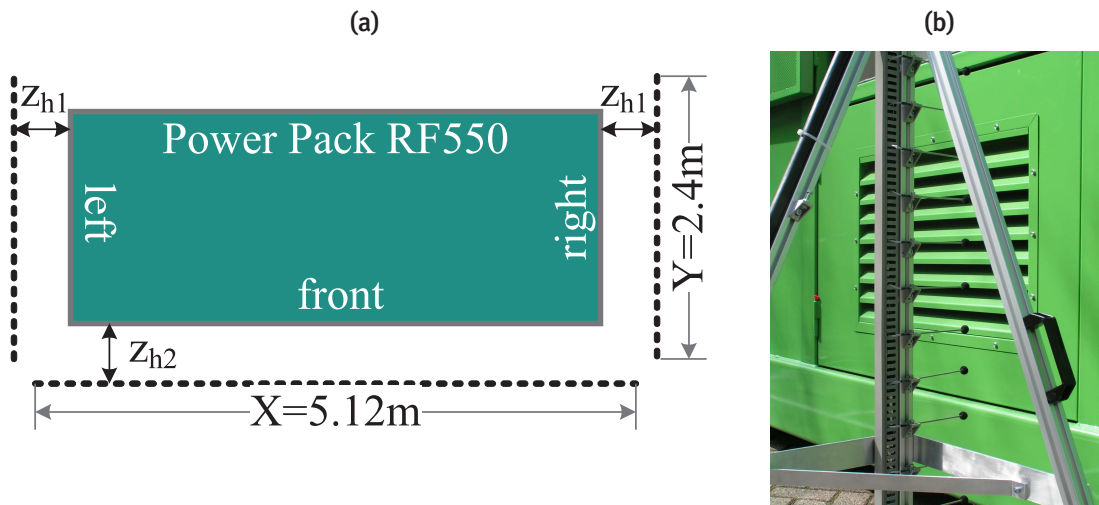 (a)
(b)
z_h1
z_h1
Power Pack RF550
left
right
front
Y=2.4m
z_h2
X=5.12m